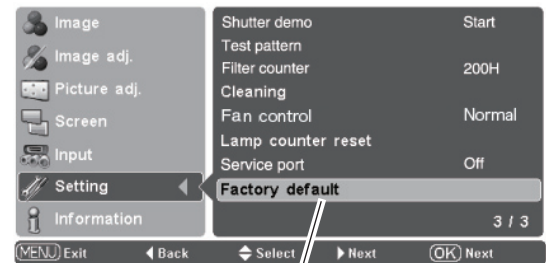 Image
Image adj.
Picture adj.
Screen
Input
Setting
Information
Shutter demo Start
Test pattern
Filter counter 200H
Cleaning
Fan control Normal
Lamp counter reset
Service port Off
Factory default
3 / 3
MENU Exit Back Select Next OK Next